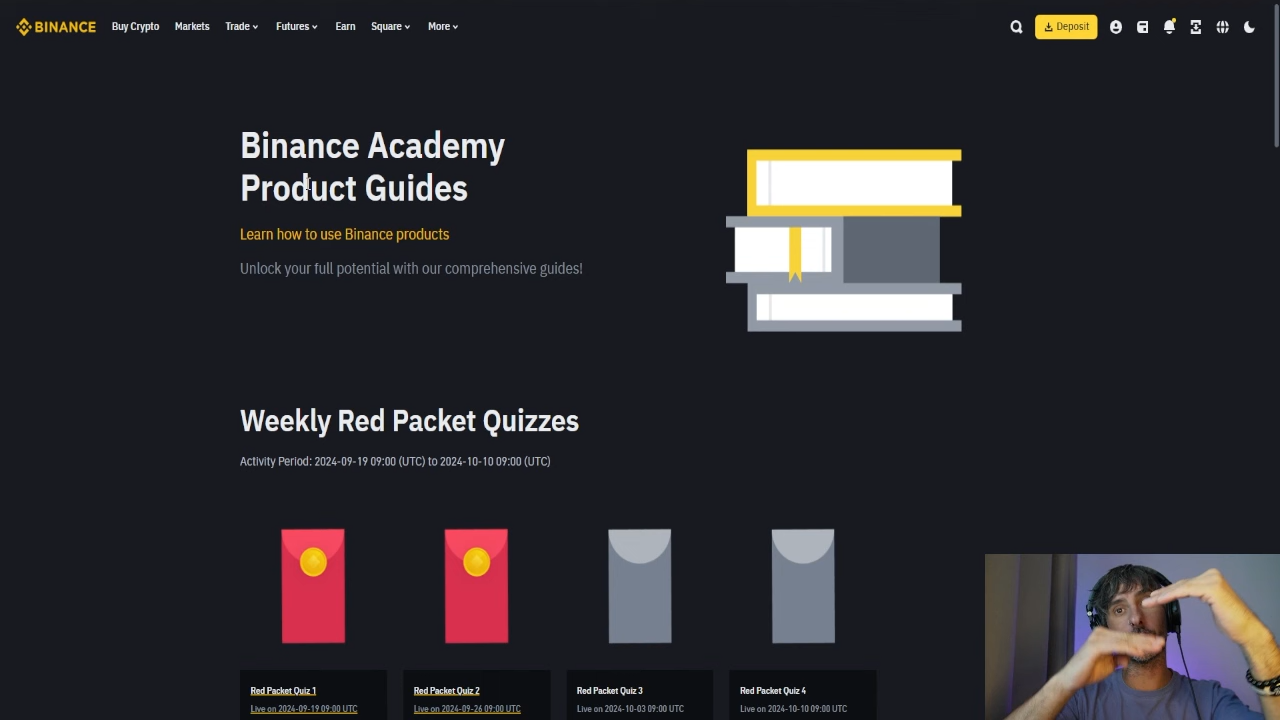 BINANCE Buy Crypto Markets Trade Futures Earn Square More Deposit
Binance Academy
Product Guides
Learn how to use Binance products
Unlock your full potential with our comprehensive guides!
Weekly Red Packet Quizzes
Activity Period: 2024-09-19 09:00 (UTC) to 2024-10-10 09:00 (UTC)
Red Packet Quiz 1
Live on 2024-09-19 09:00 UTC
Red Packet Quiz 2
Live on 2024-09-26 09:00 UTC
Red Packet Quiz 3
Live on 2024-10-03 09:00 UTC
Red Packet Quiz 4
Live on 2024-10-10 09:00 UTC